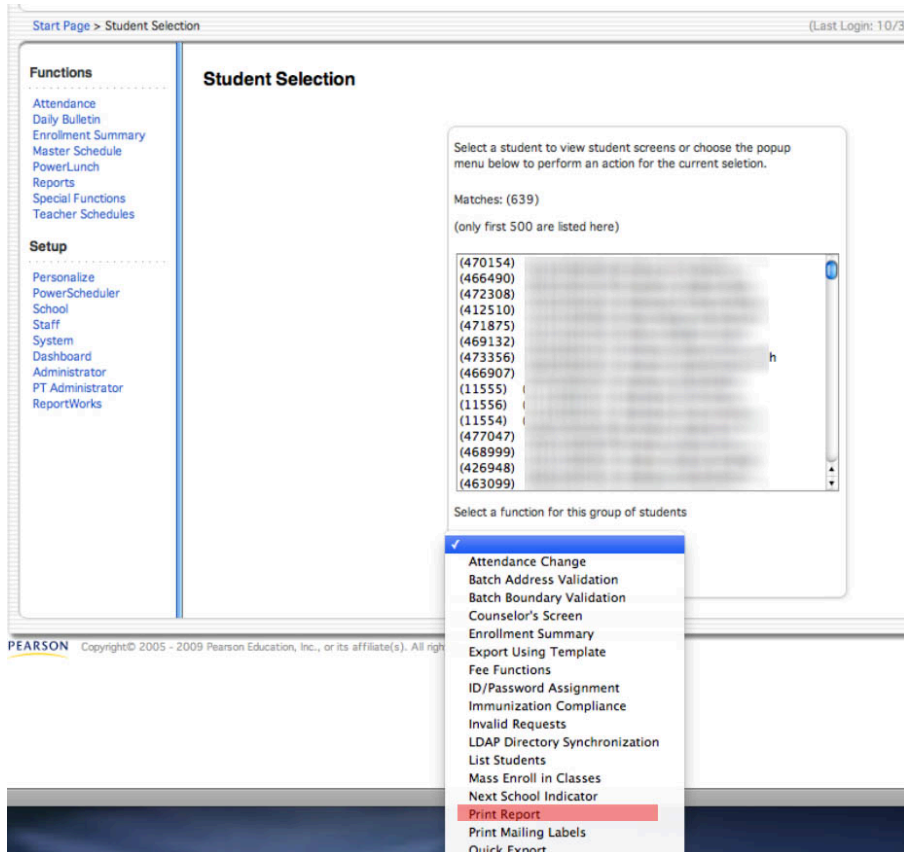 Start Page > Student Selection
(Last Login: 10/3
Functions
Attendance
Daily Bulletin
Enrollment Summary
Master Schedule
PowerLunch
Reports
Special Functions
Teacher Schedules
Setup
Personalize
PowerScheduler
School
Staff
System
Dashboard
Administrator
PT Administrator
ReportWorks
Student Selection
Select a student to view student screens or choose the popup
menu below to perform an action for the current seletion.
Matches: (639)
(only first 500 are listed here)
(470154)
(466490)
(472308)
(412510)
(471875)
(469132)
(473356) h
(466907)
(11555)
(11556)
(11554)
(477047)
(468999)
(426948)
(463099)
Select a function for this group of students
Attendance Change
Batch Address Validation
Batch Boundary Validation
Counselor's Screen
Enrollment Summary
Export Using Template
Fee Functions
ID/Password Assignment
Immunization Compliance
Invalid Requests
LDAP Directory Synchronization
List Students
Mass Enroll in Classes
Next School Indicator
Print Report
Print Mailing Labels
Quick Export
PEARSON Copyright© 2005 - 2009 Pearson Education, Inc., or its affiliate(s). All righ